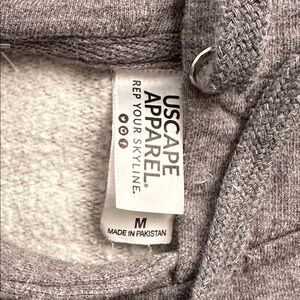 USCAPE
APPAREL®
REP YOUR SKYLINE.
M
MADE IN PAKISTAN